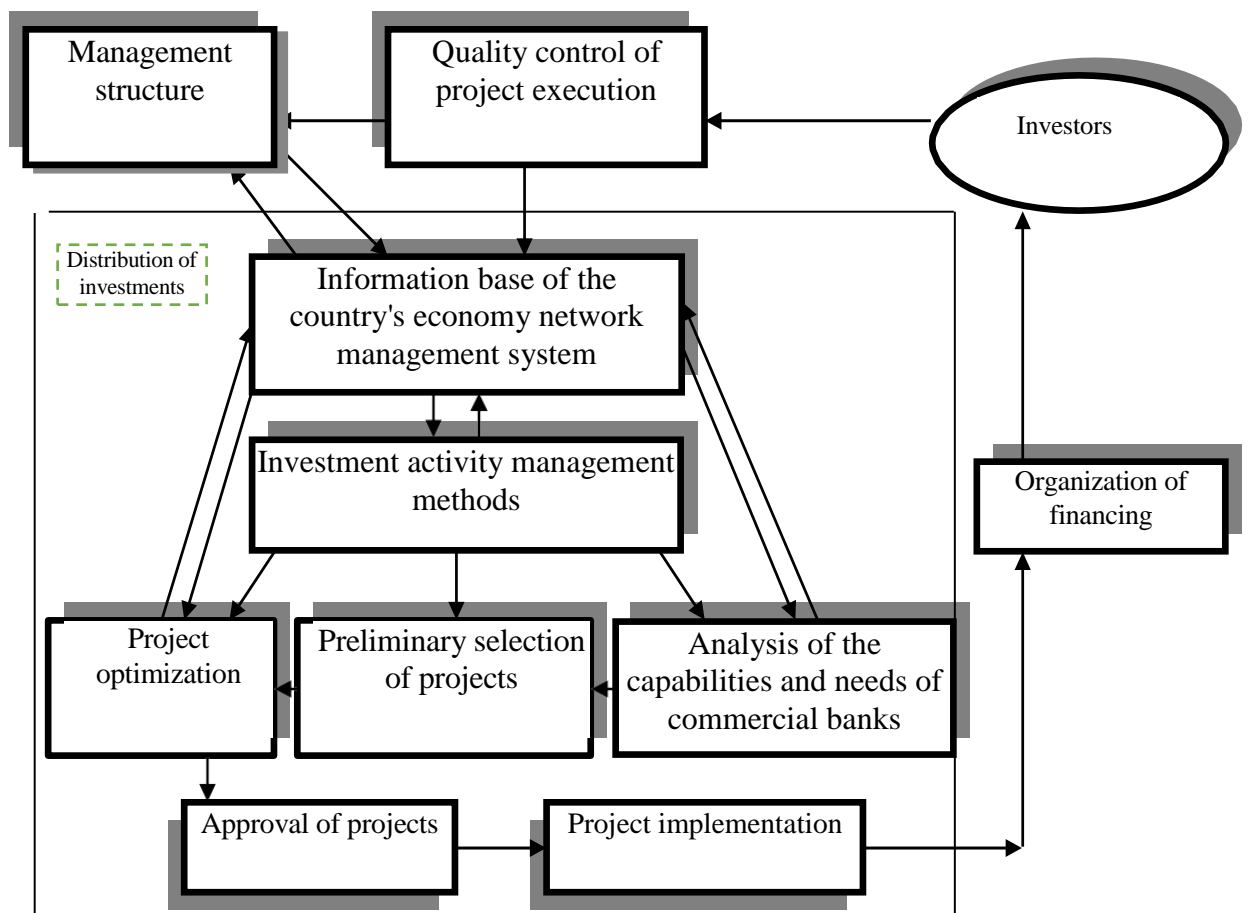 Management
structure
Quality control of
project execution
Investors
Distribution of
investments
Information base of the
country's economy network
management system
Investment activity management
methods
Organization of
financing
Project
optimization
Preliminary selection
of projects
Analysis of the
capabilities and needs of
commercial banks
Approval of projects
Project implementation